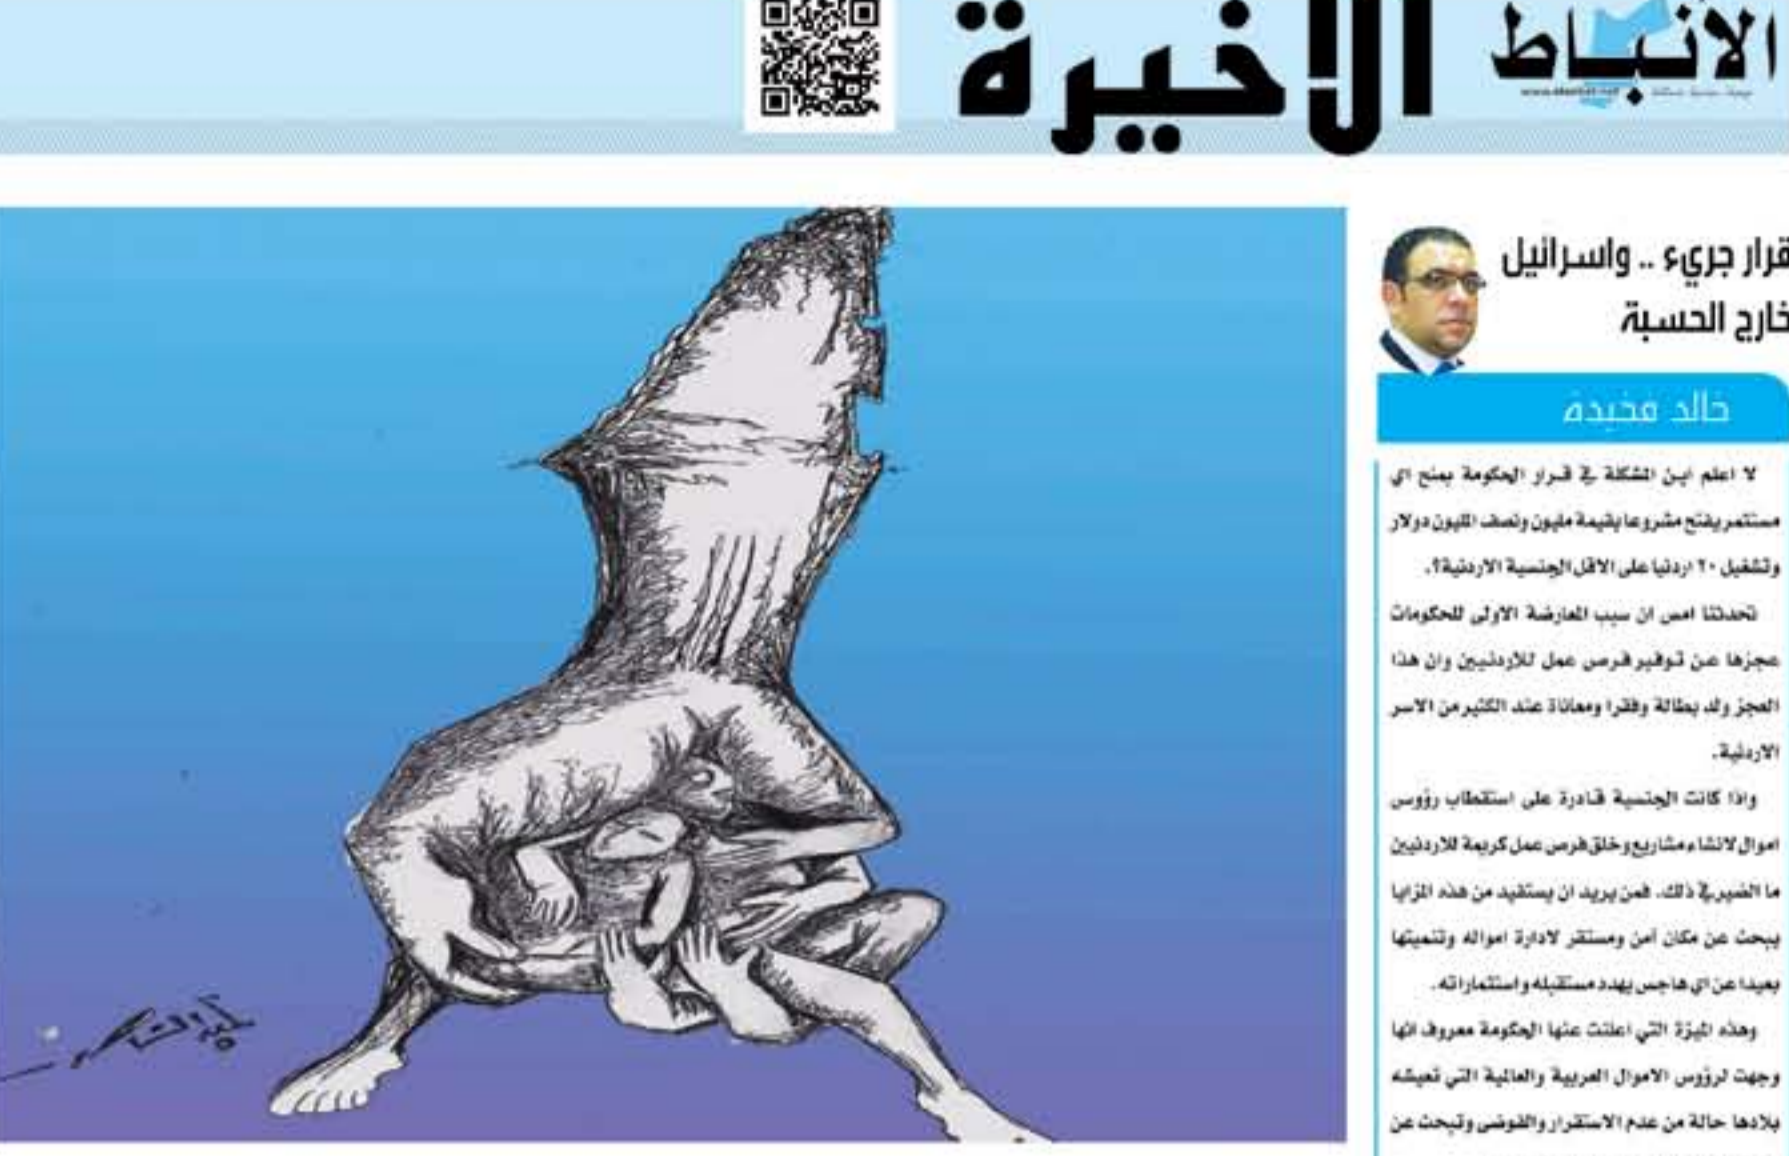 الأنباط
الأخيرة
قرار جريء .. واسرائيل
خارج الحسبة
خالد فخيدة
لا اعلم اين المشكلة في قرار الحكومة بمنح اي
مستثمر يفتح مشروعا بقيمة مليون ونصف المليون دولار
وتشغيل ٢٠ اردنيا على الاقل الجنسية الاردنية؟.
تحدثنا امس ان سبب المعارضة الاولى للحكومات
عجزها عن توفير فرص عمل للاردنيين وان هذا
العجز ولد بطالة وفقرا ومعاناة عند الكثير من الاسر
الاردنية.
واذا كانت الجنسية قادرة على استقطاب رؤوس
اموال لانشاء مشاريع وخلق فرص عمل كريمة للاردنيين
ما الضير في ذلك. فمن يريد ان يستفيد من هذه المزايا
يبحث عن مكان آمن ومستقر لادارة امواله وتنميتها
بعيدا عن اي هاجس يهدد مستقبله واستثماراته.
وهذه الميزة التي اعلنت عنها الحكومة معروف انها
وجهت لرؤوس الاموال العربية والعالمية التي تعيشه
بلادها حالة من عدم الاستقرار والفوضى وتبحث عن